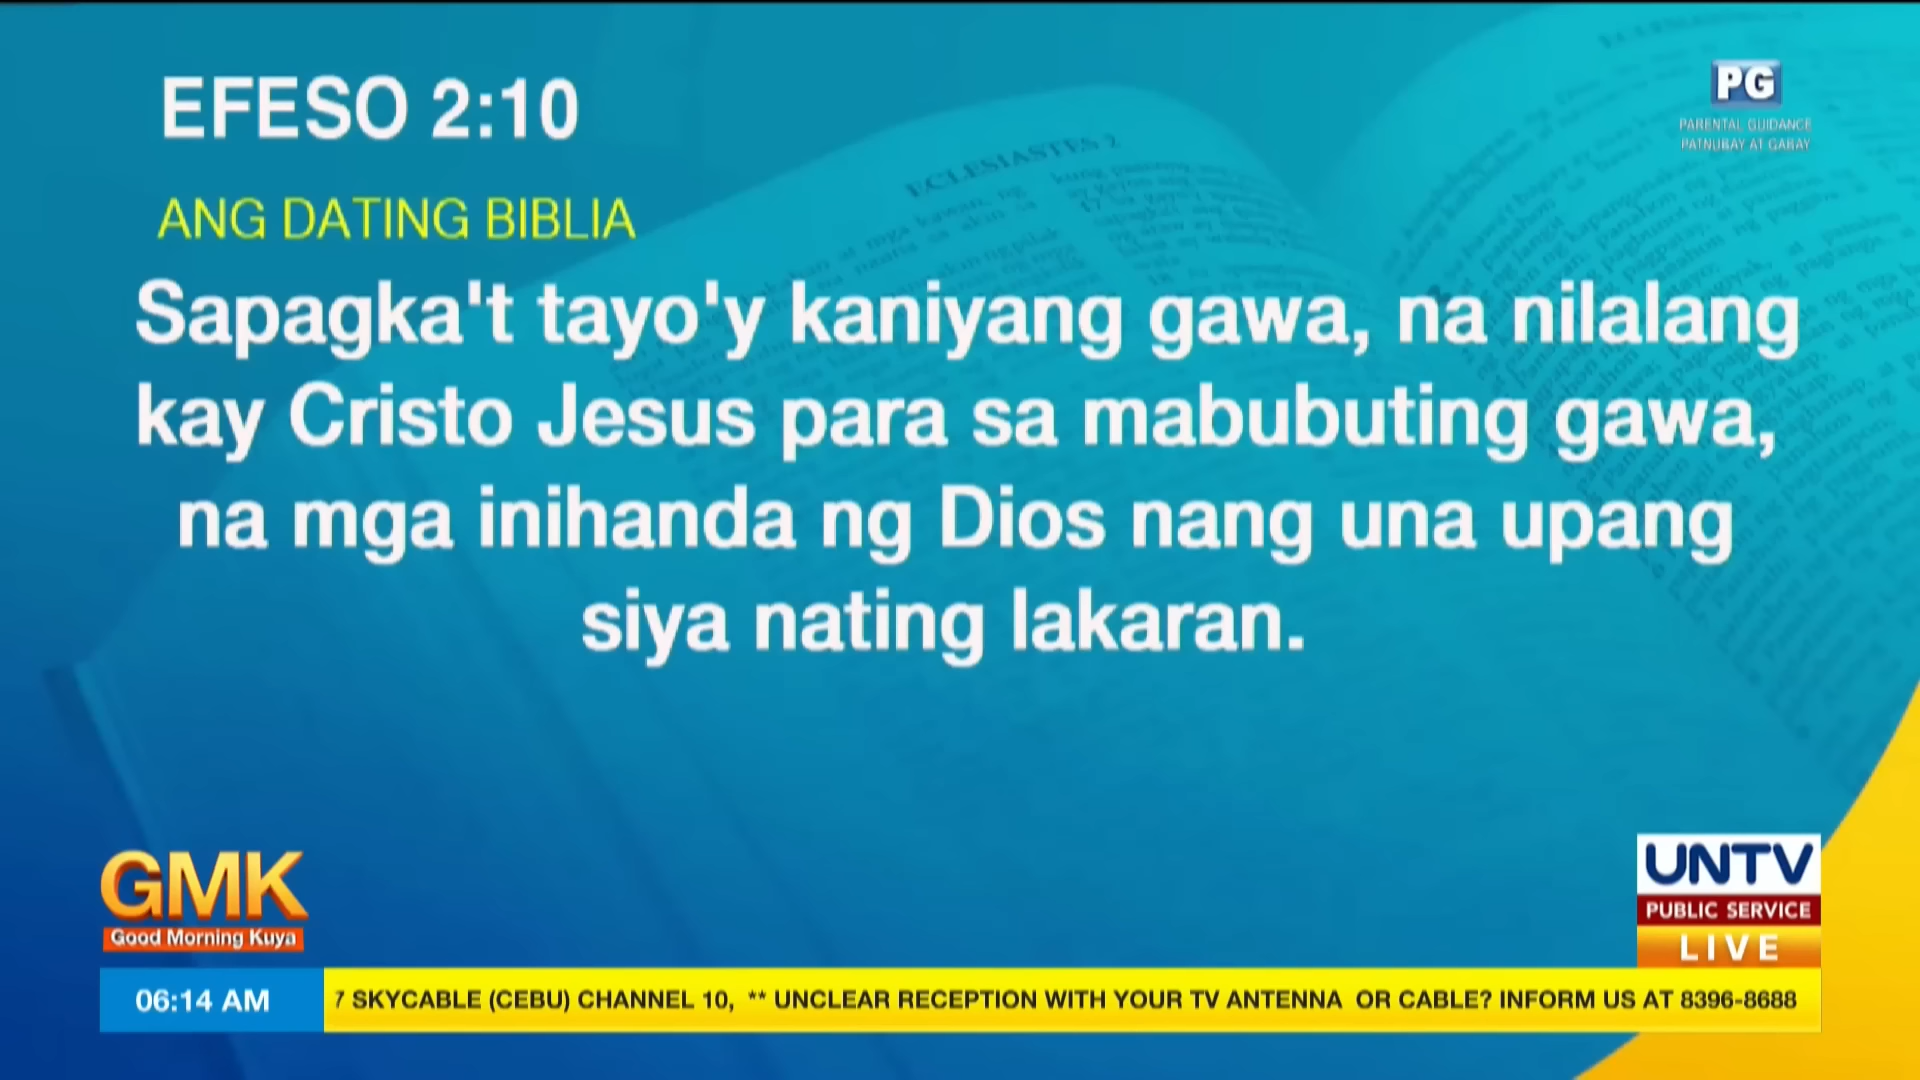 EFESO 2:10
PG
PARENTAL GUIDANCE
PATNUBAY AT GABAY
ECLESIASTES 2
ANG DATING BIBLIA
Sapagka't tayo'y kaniyang gawa, na nilalang
kay Cristo Jesus para sa mabubuting gawa,
na mga inihanda ng Dios nang una upang
siya nating lakaran.
GMK
Good Morning Kuya
UNTV
PUBLIC SERVICE
LIVE
06:14 AM
7 SKYCABLE (CEBU) CHANNEL 10, ** UNCLEAR RECEPTION WITH YOUR TV ANTENNA OR CABLE? INFORM US AT 8396-8688